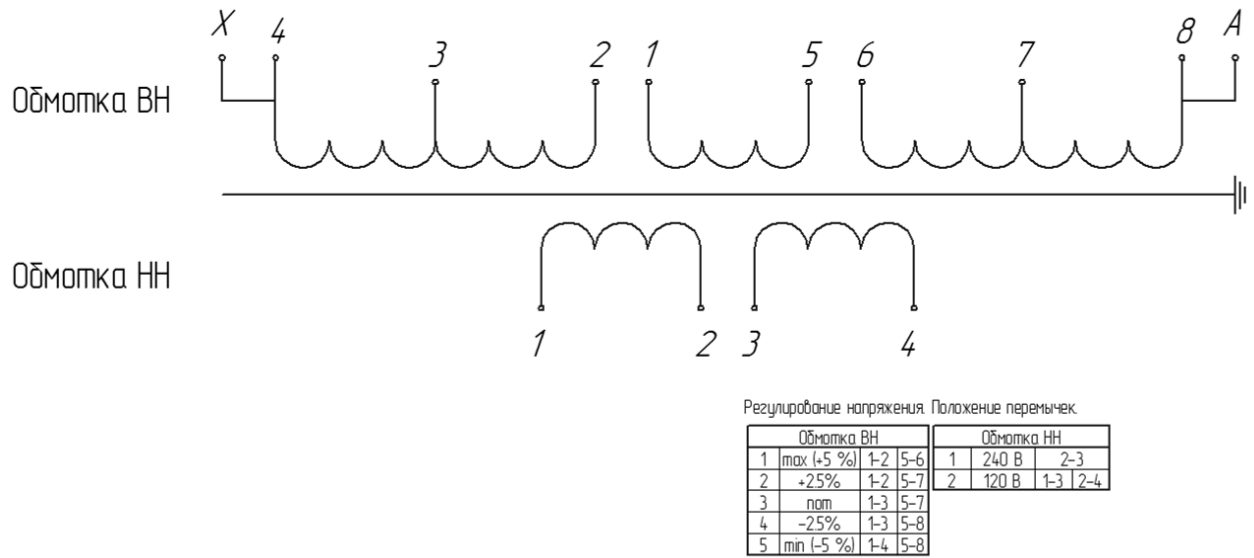 X 4 3 2 1 5 6 7 8 A
Обмотка ВН
Обмотка НН
1 2 3 4
Регулирование напряжения. Положение перемычек.
Обмотка ВН Обмотка НН
1 max (+5 %) 1-2 5-6 1 240 В 2-3
2 +2.5% 1-2 5-7 2 120 В 1-3 2-4
3 nom 1-3 5-7
4 -2.5% 1-3 5-8
5 min (-5 %) 1-4 5-8